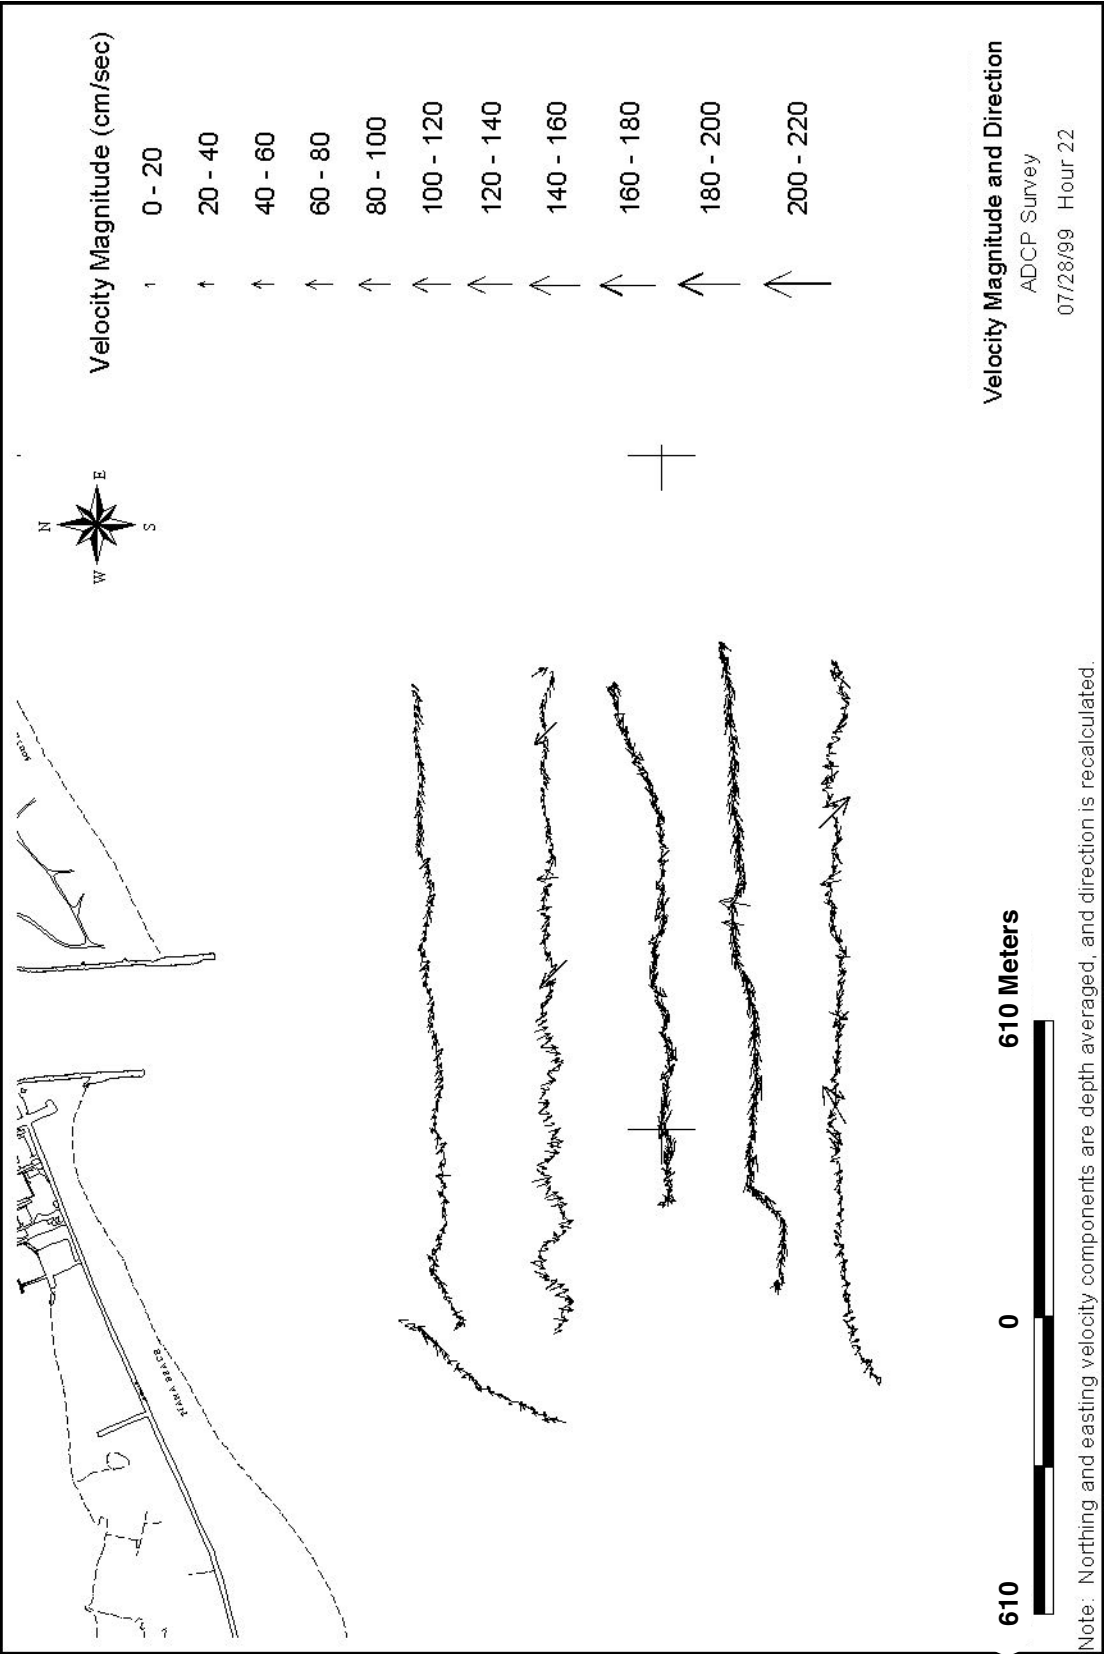 N
W
E
S
Velocity Magnitude (cm/sec)
0 - 20
20 - 40
40 - 60
60 - 80
80 - 100
100 - 120
120 - 140
140 - 160
160 - 180
180 - 200
200 - 220
610
0
610 Meters
Velocity Magnitude and Direction
ADCP Survey
07/28/99 Hour 22
Note: Northing and easting velocity components are depth averaged, and direction is recalculated.